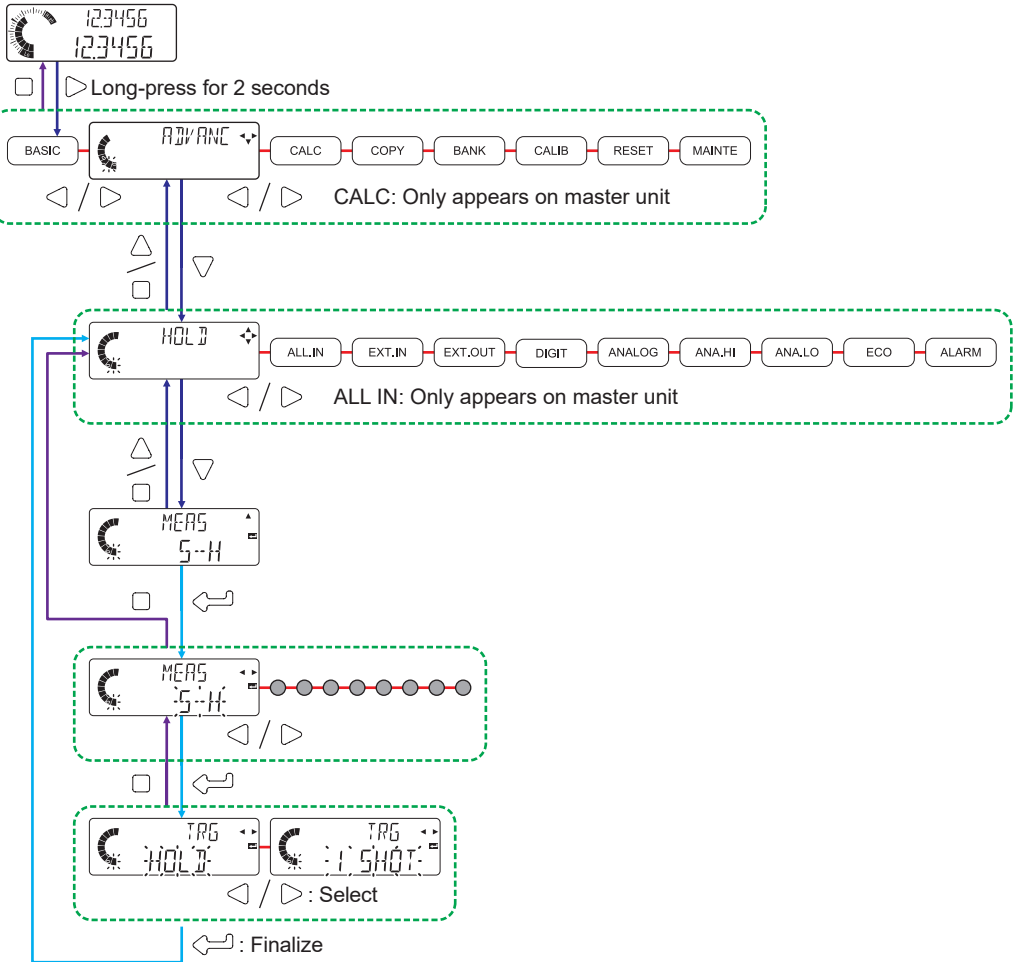 12.3456
12.3456
Long-press for 2 seconds
BASIC ADVANC CALC COPY BANK CALIB RESET MAINTE
CALC: Only appears on master unit
HOLD ALL.IN EXT.IN EXT.OUT DIGIT ANALOG ANA.HI ANA.LO ECO ALARM
ALL IN: Only appears on master unit
MEAS
S-H
MEAS
S-H
TRG TRG
HOLD 1 SHOT
/ : Select
: Finalize